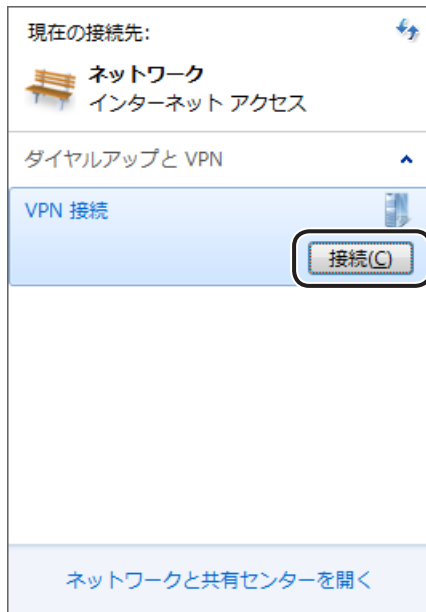 現在の接続先:
ネットワーク
インターネット アクセス
ダイヤルアップと VPN
VPN 接続
接続(C)
ネットワークと共有センターを開く